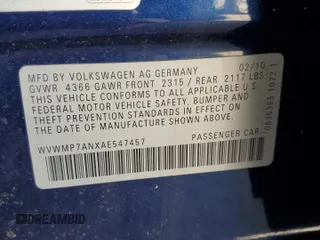 MFD BY VOLKSWAGEN AG GERMANY 02/10
GVWR 4366 GAWR FRONT 2315 / REAR 2117 LBS
THIS VEHICLE CONFORMS TO ALL APPLICABLE U.S.
FEDERAL MOTOR VEHICLE SAFETY, BUMPER AND
THEFT PREVENTION STANDARDS IN EFFECT ON THE
DATE OF MANUFACTURE SHOWN ABOVE.
WVWMP7ANXAE547457 PASSENGER CAR
DREAMBID